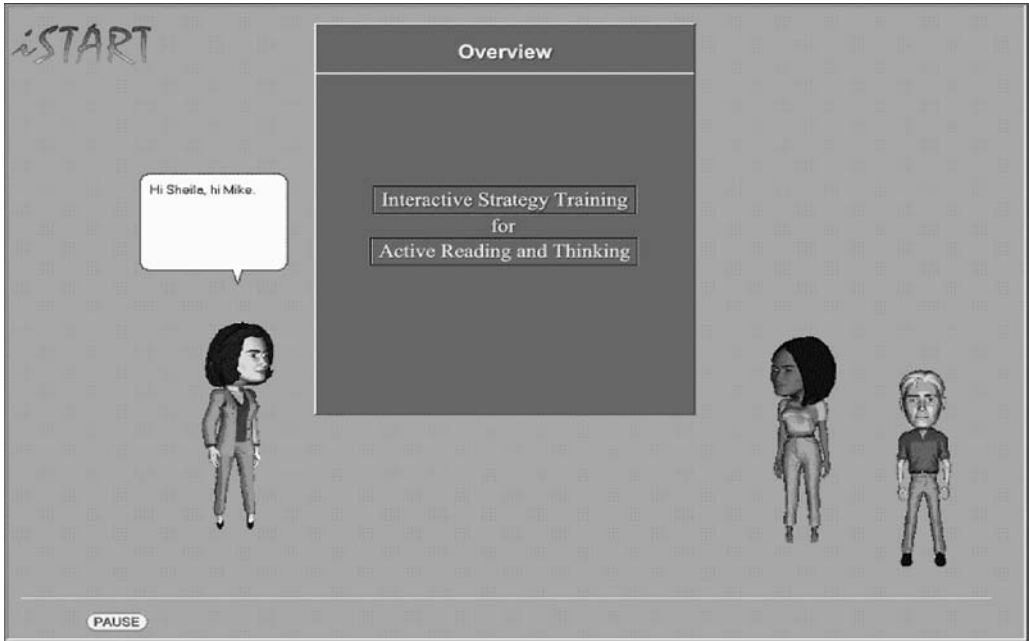 iSTART
Overview
Hi Sheila, hi Mike.
Interactive Strategy Training
for
Active Reading and Thinking
PAUSE